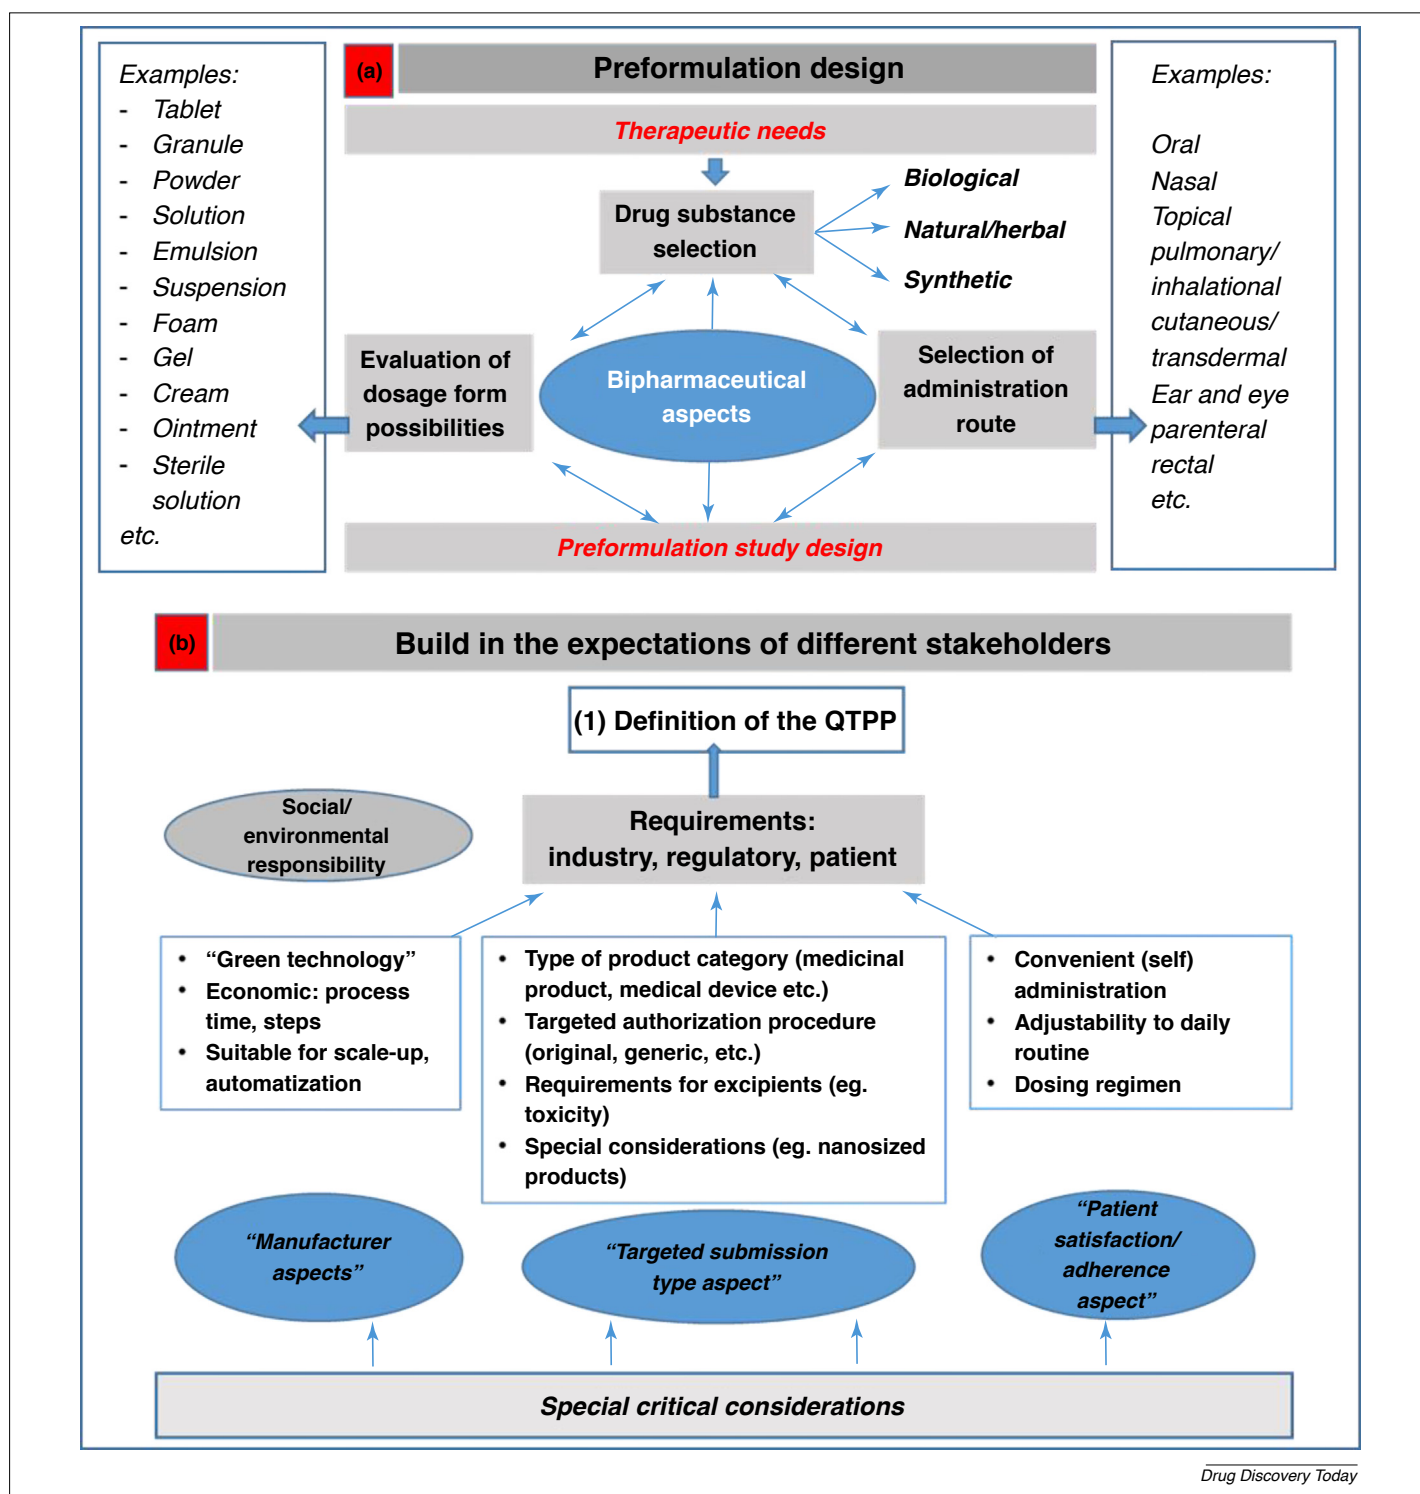 Examples:
- Tablet
- Granule
- Powder
- Solution
- Emulsion
- Suspension
- Foam
- Gel
- Cream
- Ointment
- Sterile
solution
etc.
(a)
Preformulation design
Therapeutic needs
Drug substance
selection
Biological
Natural/herbal
Synthetic
Evaluation of
dosage form
possibilities
Bipharmaceutical
aspects
Selection of
administration
route
Preformulation study design
Examples:
Oral
Nasal
Topical
pulmonary/
inhalational
cutaneous/
transdermal
Ear and eye
parenteral
rectal
etc.
(b)
Build in the expectations of different stakeholders
(1) Definition of the QTPP
Social/
environmental
responsibility
Requirements:
industry, regulatory, patient
• “Green technology”
• Economic: process
time, steps
• Suitable for scale-up,
automatization
• Type of product category (medicinal
product, medical device etc.)
• Targeted authorization procedure
(original, generic, etc.)
• Requirements for excipients (eg.
toxicity)
• Special considerations (eg. nanosized
products)
• Convenient (self)
administration
• Adjustability to daily
routine
• Dosing regimen
“Manufacturer
aspects”
“Targeted submission
type aspect”
“Patient
satisfaction/
adherence
aspect”
Special critical considerations
Drug Discovery Today